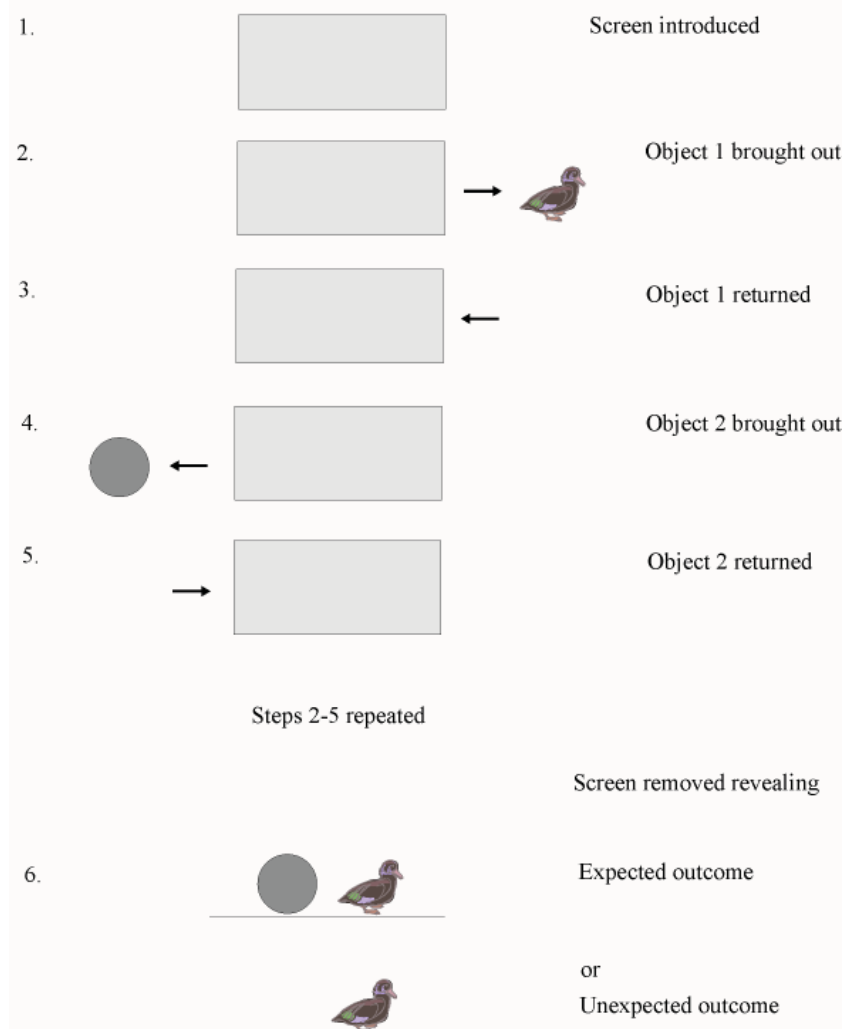 1.
Screen introduced
2.
Object 1 brought out
3.
Object 1 returned
4.
Object 2 brought out
5.
Object 2 returned
Steps 2-5 repeated
Screen removed revealing
6.
Expected outcome
or
Unexpected outcome